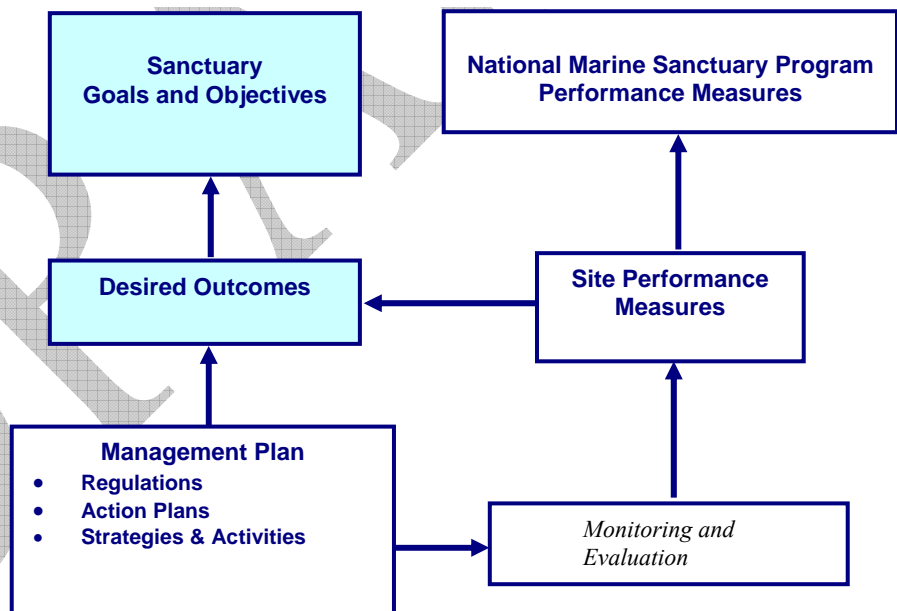 Sanctuary
Goals and Objectives
National Marine Sanctuary Program
Performance Measures
Desired Outcomes
Site Performance
Measures
Management Plan
• Regulations
• Action Plans
• Strategies & Activities
Monitoring and
Evaluation